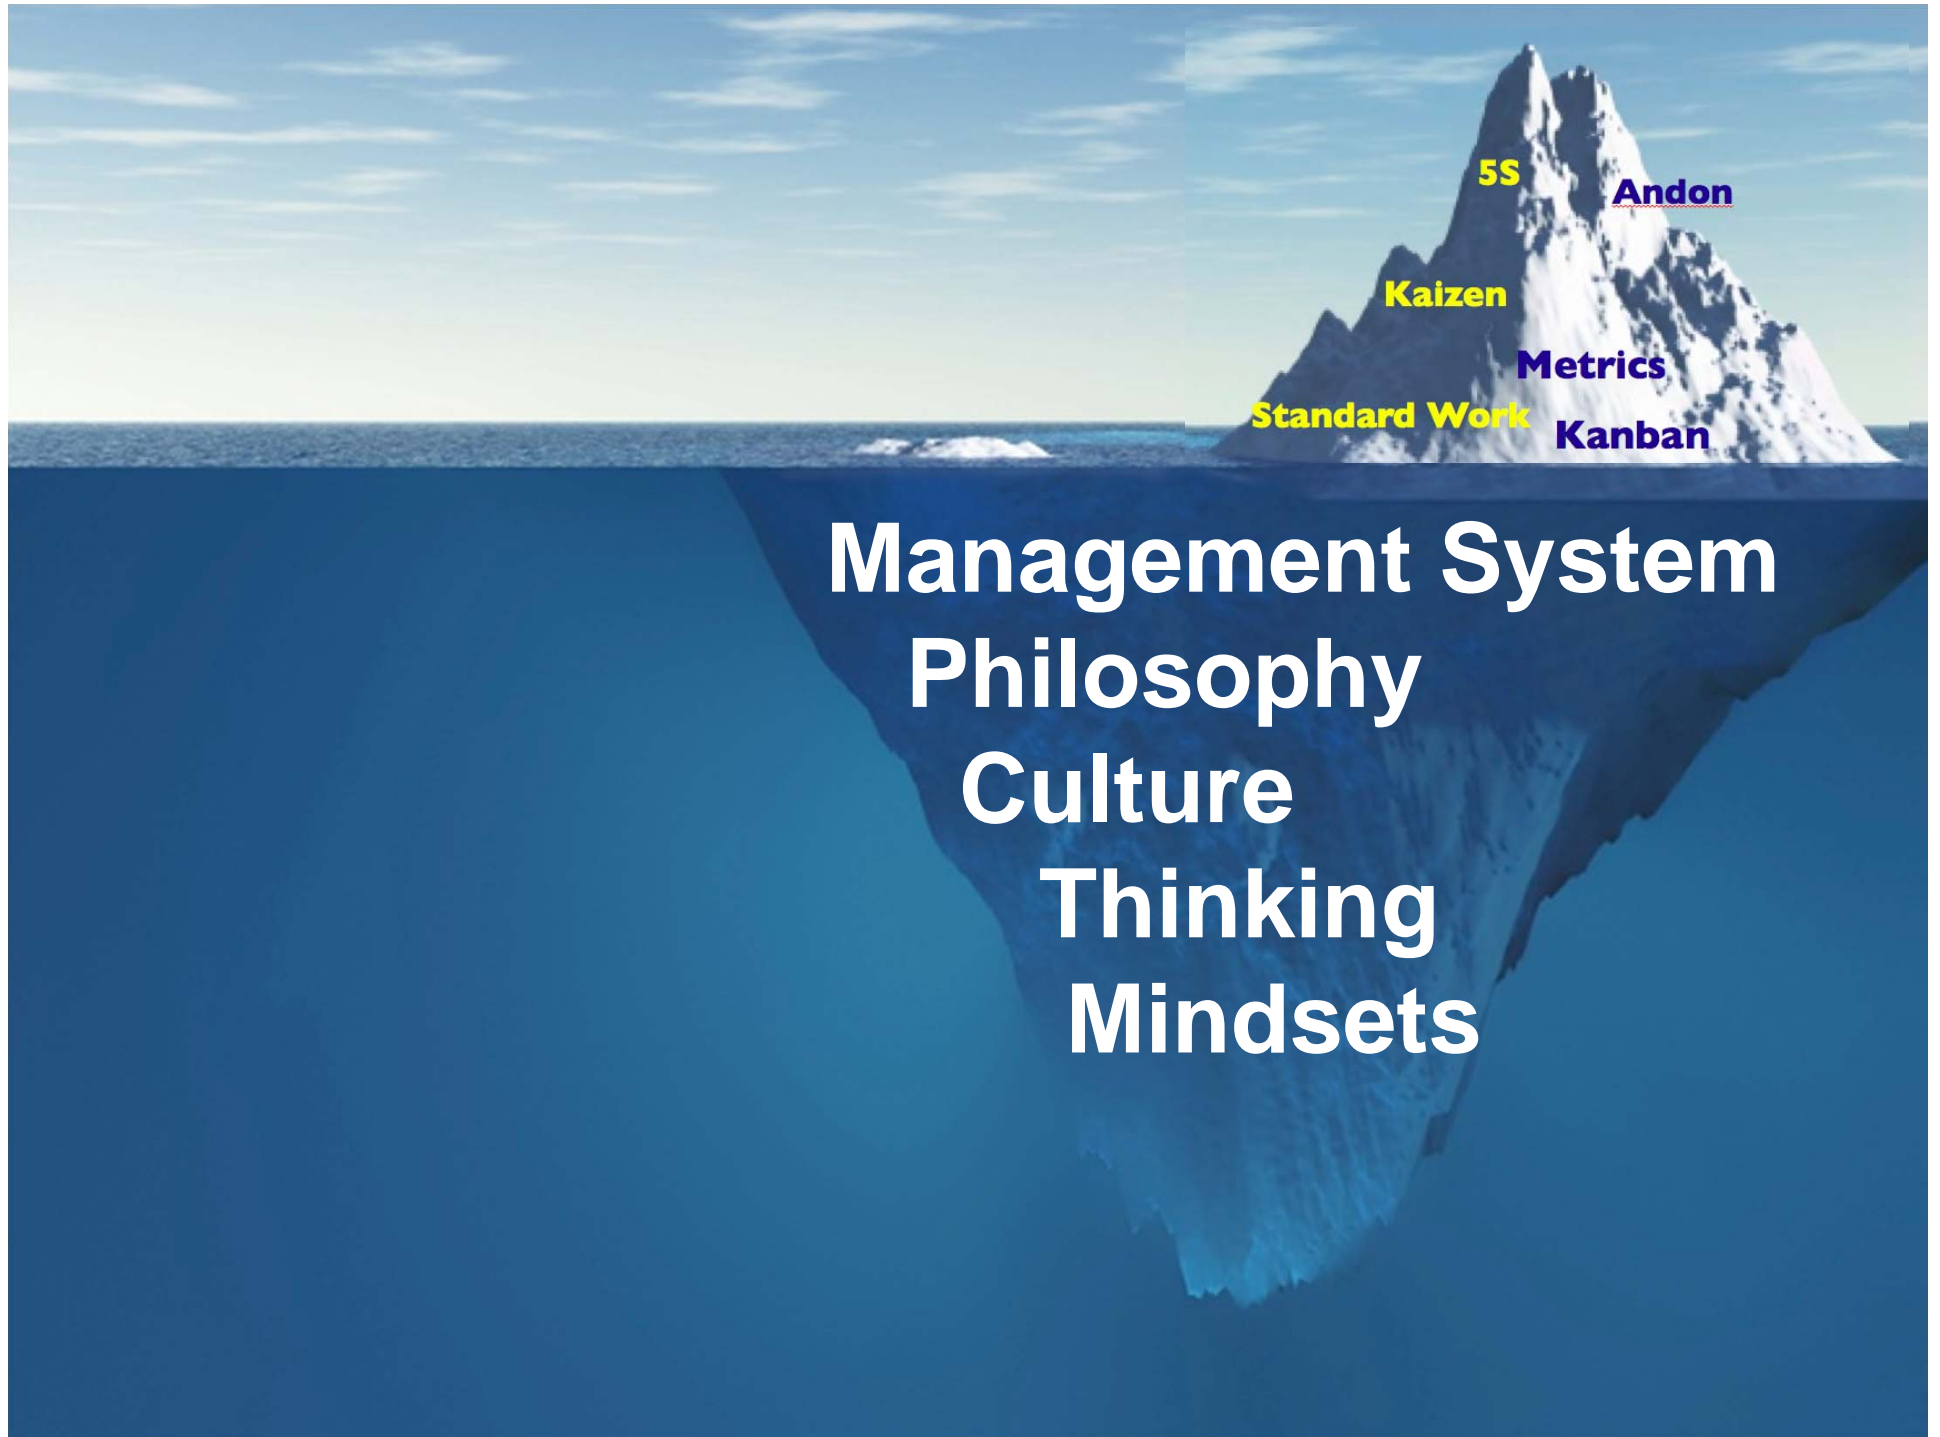 5S
Andon
Kaizen
Metrics
Standard Work
Kanban
Management System
Philosophy
Culture
Thinking
Mindsets